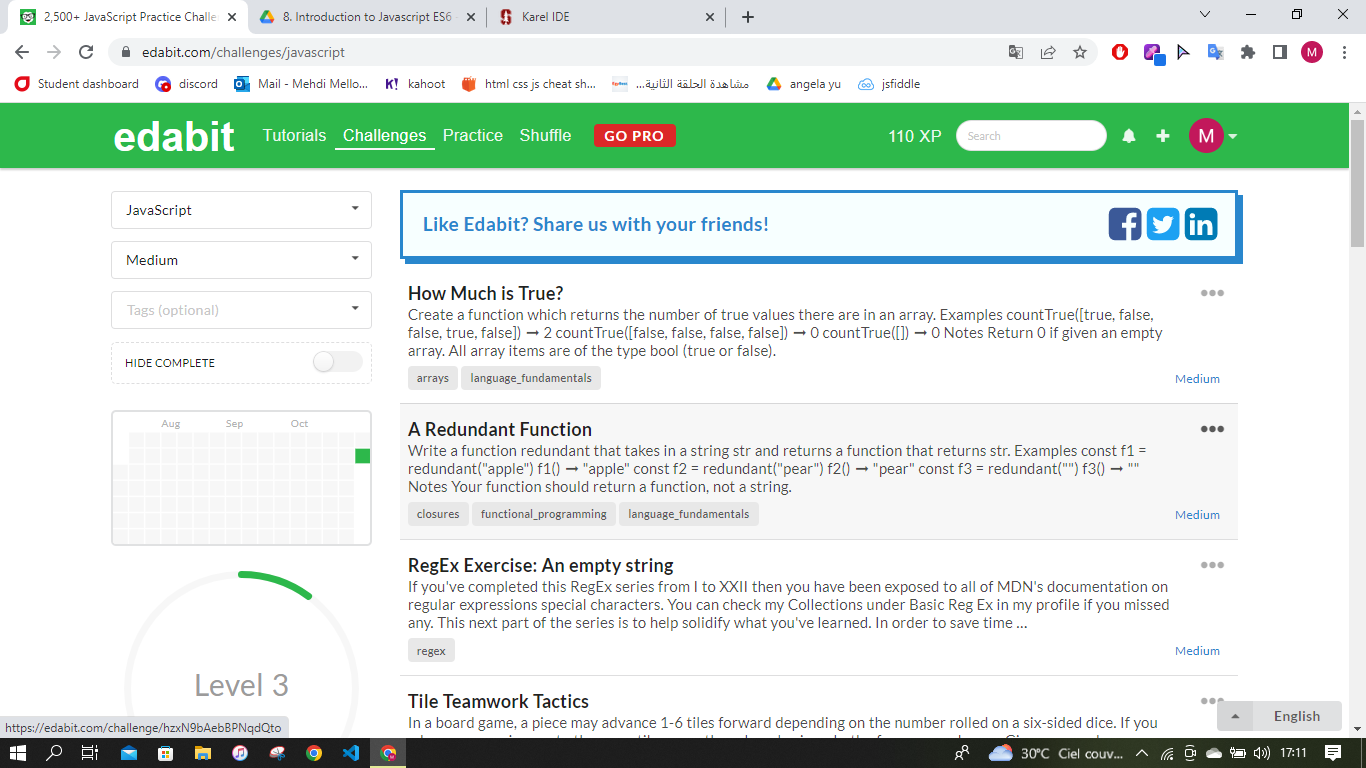 2,500+ JavaScript Practice Challe
8. Introduction to Javascript ES6
Karel IDE
edabit.com/challenges/javascript
M
Student dashboard
discord
Mail - Mehdi Mello...
K!
kahoot
html css js cheat sh...
مشاهدة الحلقة الثانية...
angela yu
jsfiddle
edabit
Tutorials
Challenges
Practice
Shuffle
GO PRO
110 XP
Search
M
JavaScript
Medium
Tags (optional)
HIDE COMPLETE
Aug
Sep
Oct
Level 3
Like Edabit? Share us with your friends!
How Much is True?
Create a function which returns the number of true values there are in an array. Examples countTrue([true, false,
false, true, false]) ➞ 2 countTrue([false, false, false, false]) ➞ 0 countTrue([]) ➞ 0 Notes Return 0 if given an empty
array. All array items are of the type bool (true or false).
arrays
language_fundamentals
Medium
A Redundant Function
Write a function redundant that takes in a string str and returns a function that returns str. Examples const f1 =
redundant("apple") f1() ➞ "apple" const f2 = redundant("pear") f2() ➞ "pear" const f3 = redundant("") f3() ➞ ""
Notes Your function should return a function, not a string.
closures
functional_programming
language_fundamentals
Medium
RegEx Exercise: An empty string
If you've completed this RegEx series from I to XXII then you have been exposed to all of MDN's documentation on
regular expressions special characters. You can check my Collections under Basic Reg Ex in my profile if you missed
any. This next part of the series is to help solidify what you've learned. In order to save time ...
regex
Medium
Tile Teamwork Tactics
In a board game, a piece may advance 1-6 tiles forward depending on the number rolled on a six-sided dice. If you
https://edabit.com/challenge/hzxN9bAebBPNqdQto
English
30°C Ciel couv...
17:11